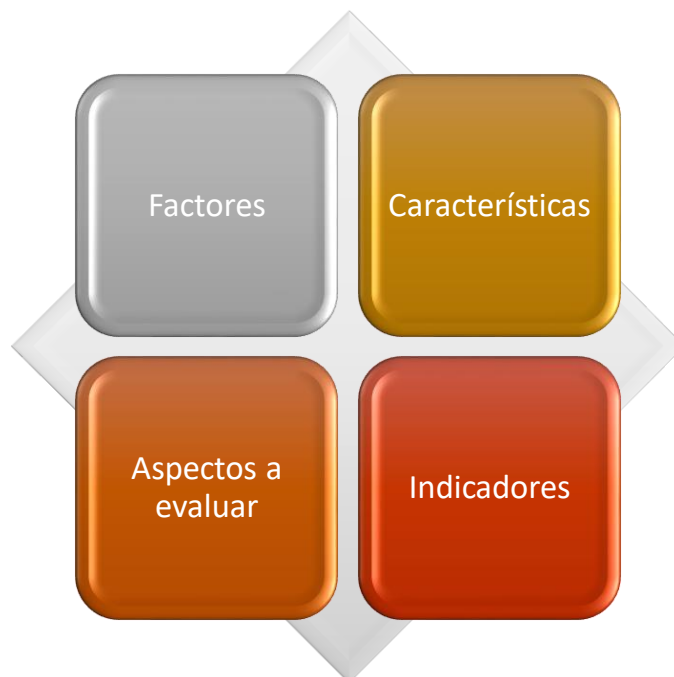 Factores
Características
Aspectos a
evaluar
Indicadores